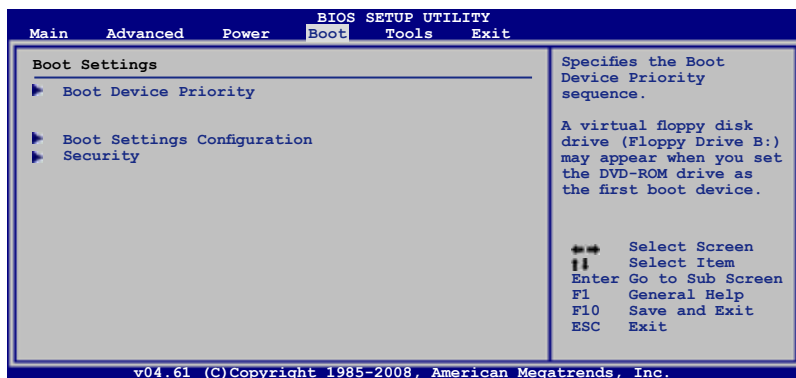 BIOS SETUP UTILITY
Main Advanced Power Boot Tools Exit
Boot Settings
Boot Device Priority
Boot Settings Configuration
Security
Specifies the Boot
Device Priority
sequence.
A virtual floppy disk
drive (Floppy Drive B:)
may appear when you set
the DVD-ROM drive as
the first boot device.
Select Screen
Select Item
Enter Go to Sub Screen
F1 General Help
F10 Save and Exit
ESC Exit
v04.61 (C)Copyright 1985-2008, American Megatrends, Inc.